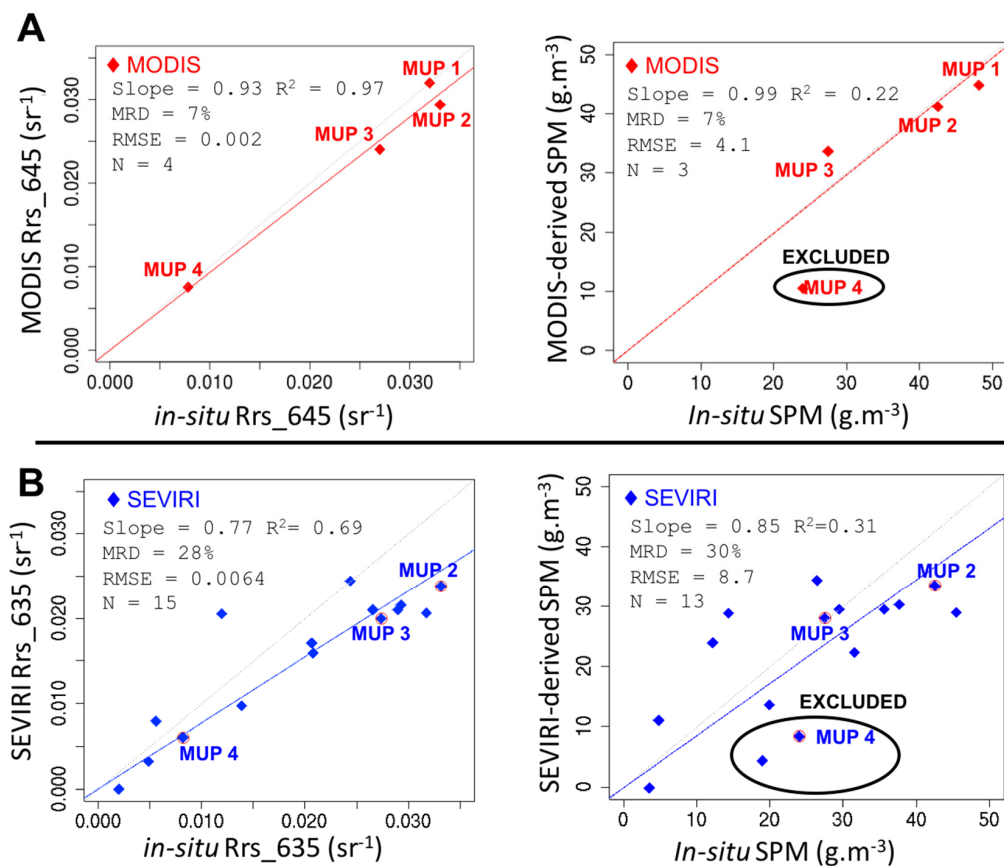 A
MODIS
Slope = 0.93 R² = 0.97
MRD = 7%
RMSE = 0.002
N = 4
MUP 1
MUP 2
MUP 3
MUP 4
MODIS Rrs_645 (sr⁻¹)
0.000 0.010 0.020 0.030
0.000 0.010 0.020 0.030
in-situ Rrs_645 (sr⁻¹)
MODIS
Slope = 0.99 R² = 0.22
MRD = 7%
RMSE = 4.1
N = 3
MUP 1
MUP 2
MUP 3
EXCLUDED
MUP 4
MODIS-derived SPM (g.m⁻³)
0 10 20 30 40 50
0 10 20 30 40 50
In-situ SPM (g.m⁻³)
B
SEVIRI
Slope = 0.77 R²= 0.69
MRD = 28%
RMSE = 0.0064
N = 15
MUP 2
MUP 3
MUP 4
SEVIRI Rrs_635 (sr⁻¹)
0.000 0.010 0.020 0.030
0.000 0.010 0.020 0.030
in-situ Rrs_635 (sr⁻¹)
SEVIRI
Slope = 0.85 R²=0.31
MRD = 30%
RMSE = 8.7
N = 13
MUP 2
MUP 3
EXCLUDED
MUP 4
SEVIRI-derived SPM (g.m⁻³)
0 10 20 30 40 50
0 10 20 30 40 50
In-situ SPM (g.m⁻³)